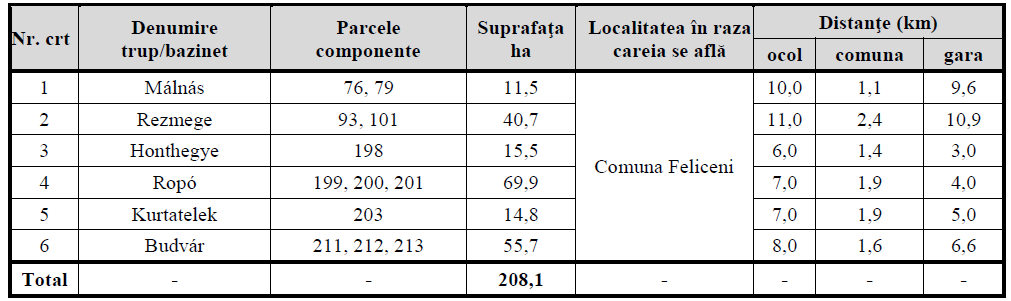 Nr. crt | Denumire trup/bazinet | Parcele componente | Suprafaţa ha | Localitatea în raza careia se află | Distanţe (km)
ocol | comuna | gara
1 | Málnás | 76, 79 | 11,5 | Comuna Feliceni | 10,0 | 1,1 | 9,6
2 | Rezmege | 93, 101 | 40,7 | 11,0 | 2,4 | 10,9
3 | Honthegye | 198 | 15,5 | 6,0 | 1,4 | 3,0
4 | Ropó | 199, 200, 201 | 69,9 | 7,0 | 1,9 | 4,0
5 | Kurtatelek | 203 | 14,8 | 7,0 | 1,9 | 5,0
6 | Budvár | 211, 212, 213 | 55,7 | 8,0 | 1,6 | 6,6
Total | - | - | 208,1 | - | - | - | -